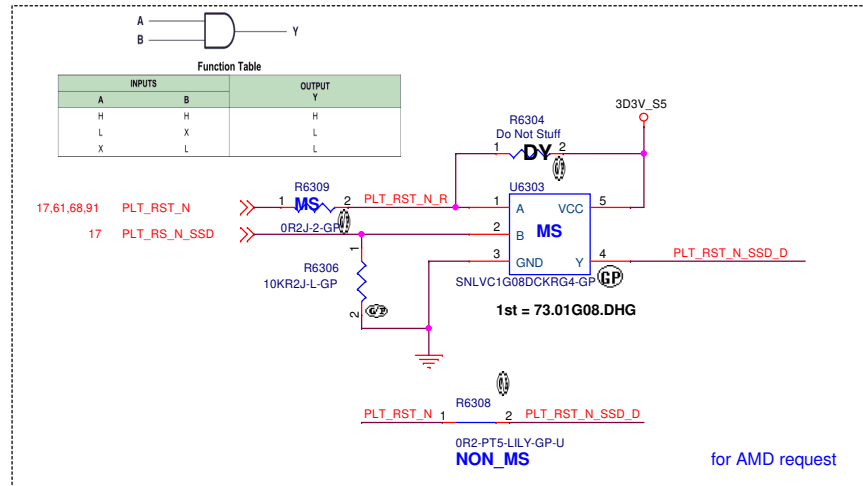 A
B
Y
Function Table
INPUTS OUTPUT
A B Y
H H H
L X L
X L L
3D3V_S5
R6304
Do Not Stuff
1 DY 2
R6309
U6303
17,61,68,91 PLT_RST_N 1 MS 2 PLT_RST_N_R 1 A VCC 5
0R2J-2-GP
17 PLT_RS_N_SSD 2 B MS
R6306
10KR2J-L-GP
1
2
3 GND Y 4 PLT_RST_N_SSD_D
SNLVC1G08DCKRG4-GP GP
1st = 73.01G08.DHG
R6308
PLT_RST_N 1 2 PLT_RST_N_SSD_D
0R2-PT5-LILY-GP-U
NON_MS
for AMD request